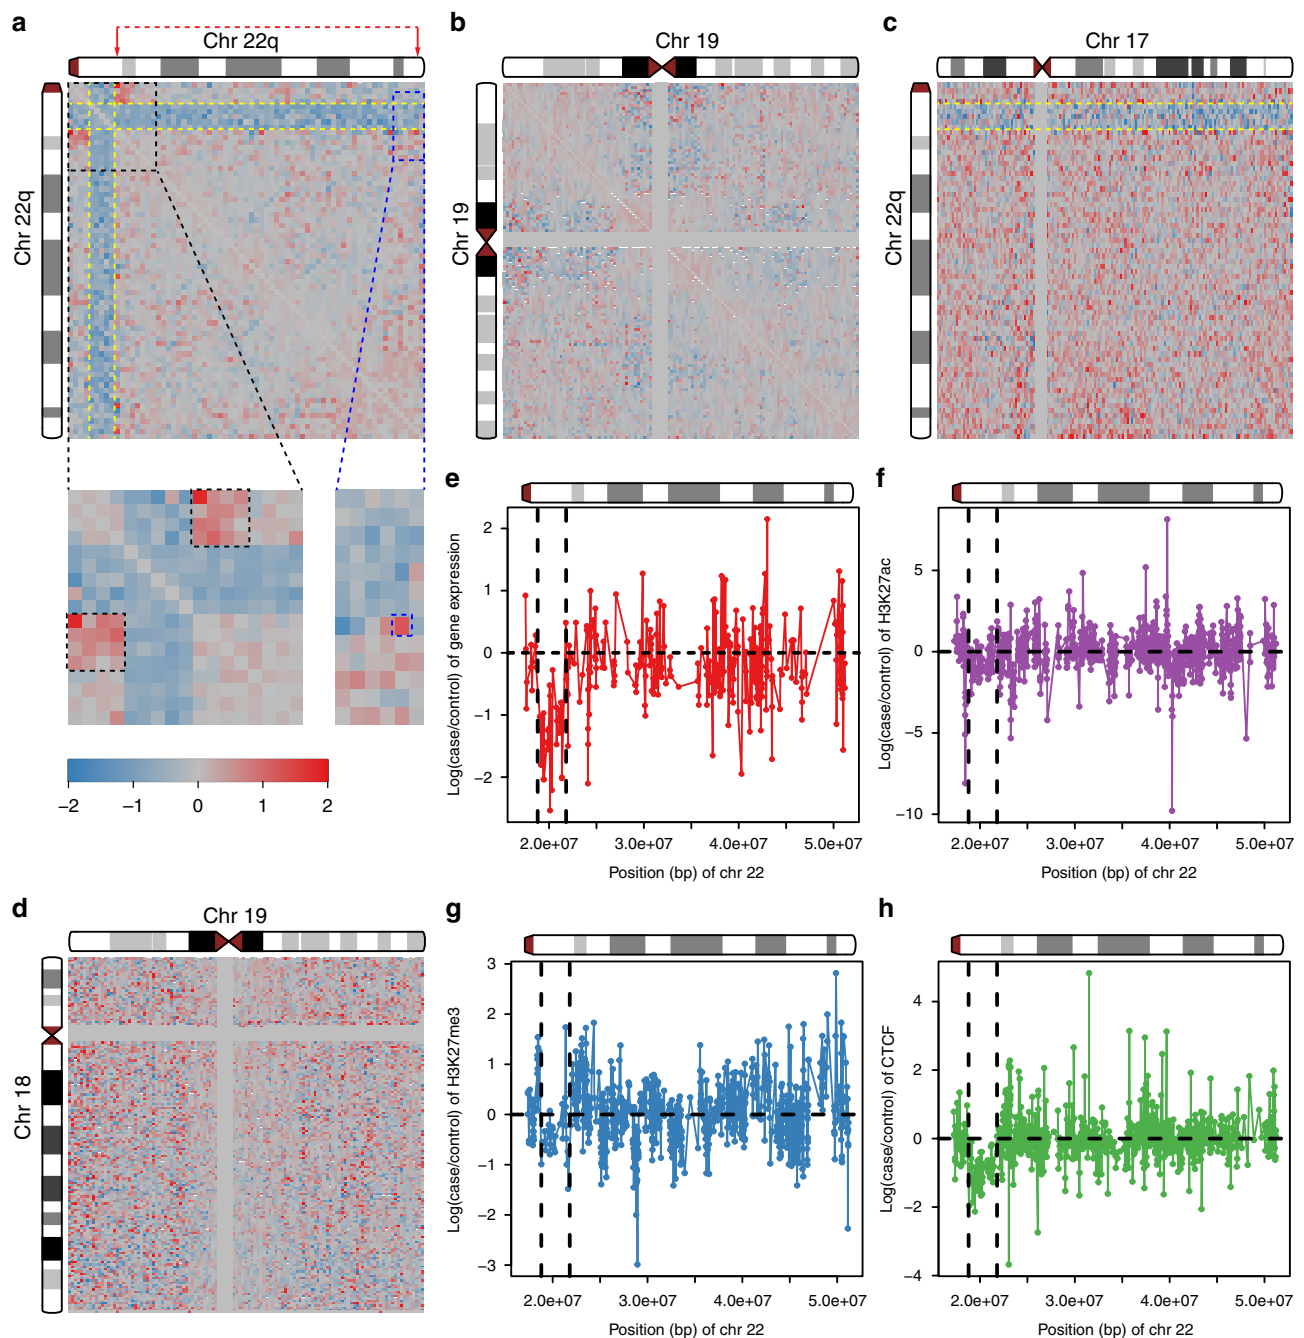 a
Chr 22q
Chr 22q
−2
−1
0
1
2
b
Chr 19
Chr 19
c
Chr 17
Chr 22q
e
2
1
0
−1
−2
Log(case/control) of gene expression
2.0e+07
3.0e+07
4.0e+07
5.0e+07
Position (bp) of chr 22
f
5
0
−5
−10
Log(case/control) of H3K27ac
2.0e+07
3.0e+07
4.0e+07
5.0e+07
Position (bp) of chr 22
d
Chr 19
Chr 18
g
3
2
1
0
−1
−2
−3
Log(case/control) of H3K27me3
2.0e+07
3.0e+07
4.0e+07
5.0e+07
Position (bp) of chr 22
h
4
2
0
−2
−4
Log(case/control) of CTCF
2.0e+07
3.0e+07
4.0e+07
5.0e+07
Position (bp) of chr 22